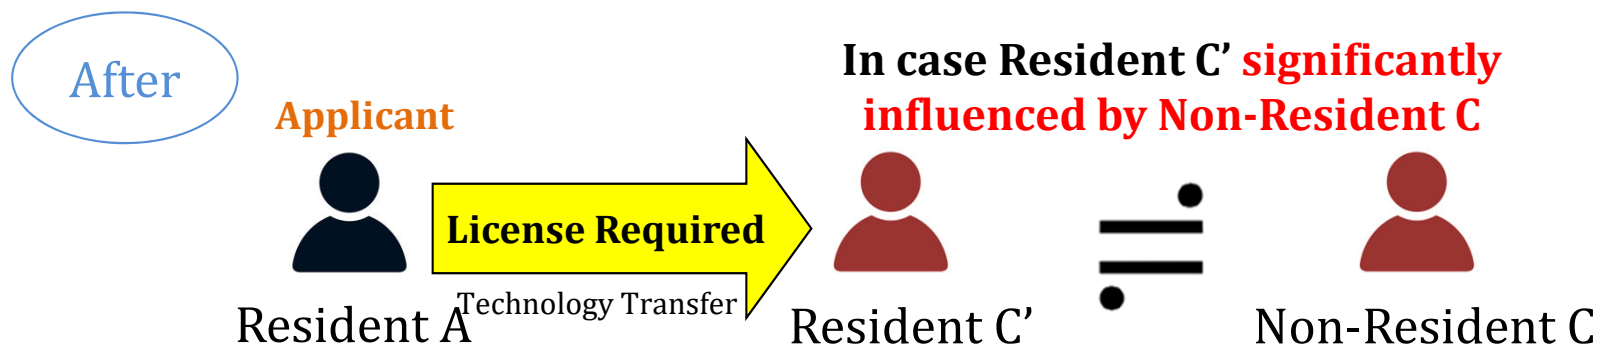 After
In case Resident C’ significantly
influenced by Non-Resident C
Applicant
License Required
Technology Transfer
Resident A
Resident C’
≒
Non-Resident C